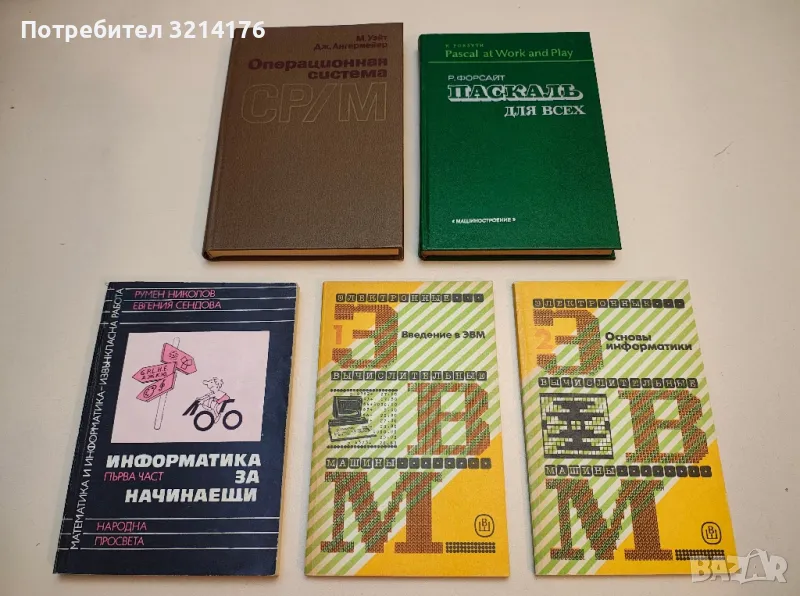 Потребител 3214176
М. Уэйт
Дж. Ангермейер
Операционная
система
CP/M
Р. ФОРСАЙТ
Pascal at Work and Play
ПАСКАЛЬ
ДЛЯ ВСЕХ
«МАШИНОСТРОЕНИЕ»
МАТЕМАТИКА И ИНФОРМАТИКА-ИЗВЪНКЛАСНА РАБОТА
РУМЕН НИКОЛОВ
ЕВГЕНИЯ СЕНДОВА
ИНФОРМАТИКА
ПЪРВА ЧАСТ
ЗА
НАЧИНАЕЩИ
НАРОДНА
ПРОСВЕТА
ЭЛЕКТРОННЫЕ
1
Э
Введение в ЭВМ
ВЫЧИСЛИТЕЛЬНЫЕ
В
МАШИНЫ
М
ЭЛЕКТРОННЫЕ
2
Э
Основы
информатики
ВЫЧИСЛИТЕЛЬНЫЕ
В
МАШИНЫ
М
BAZAR